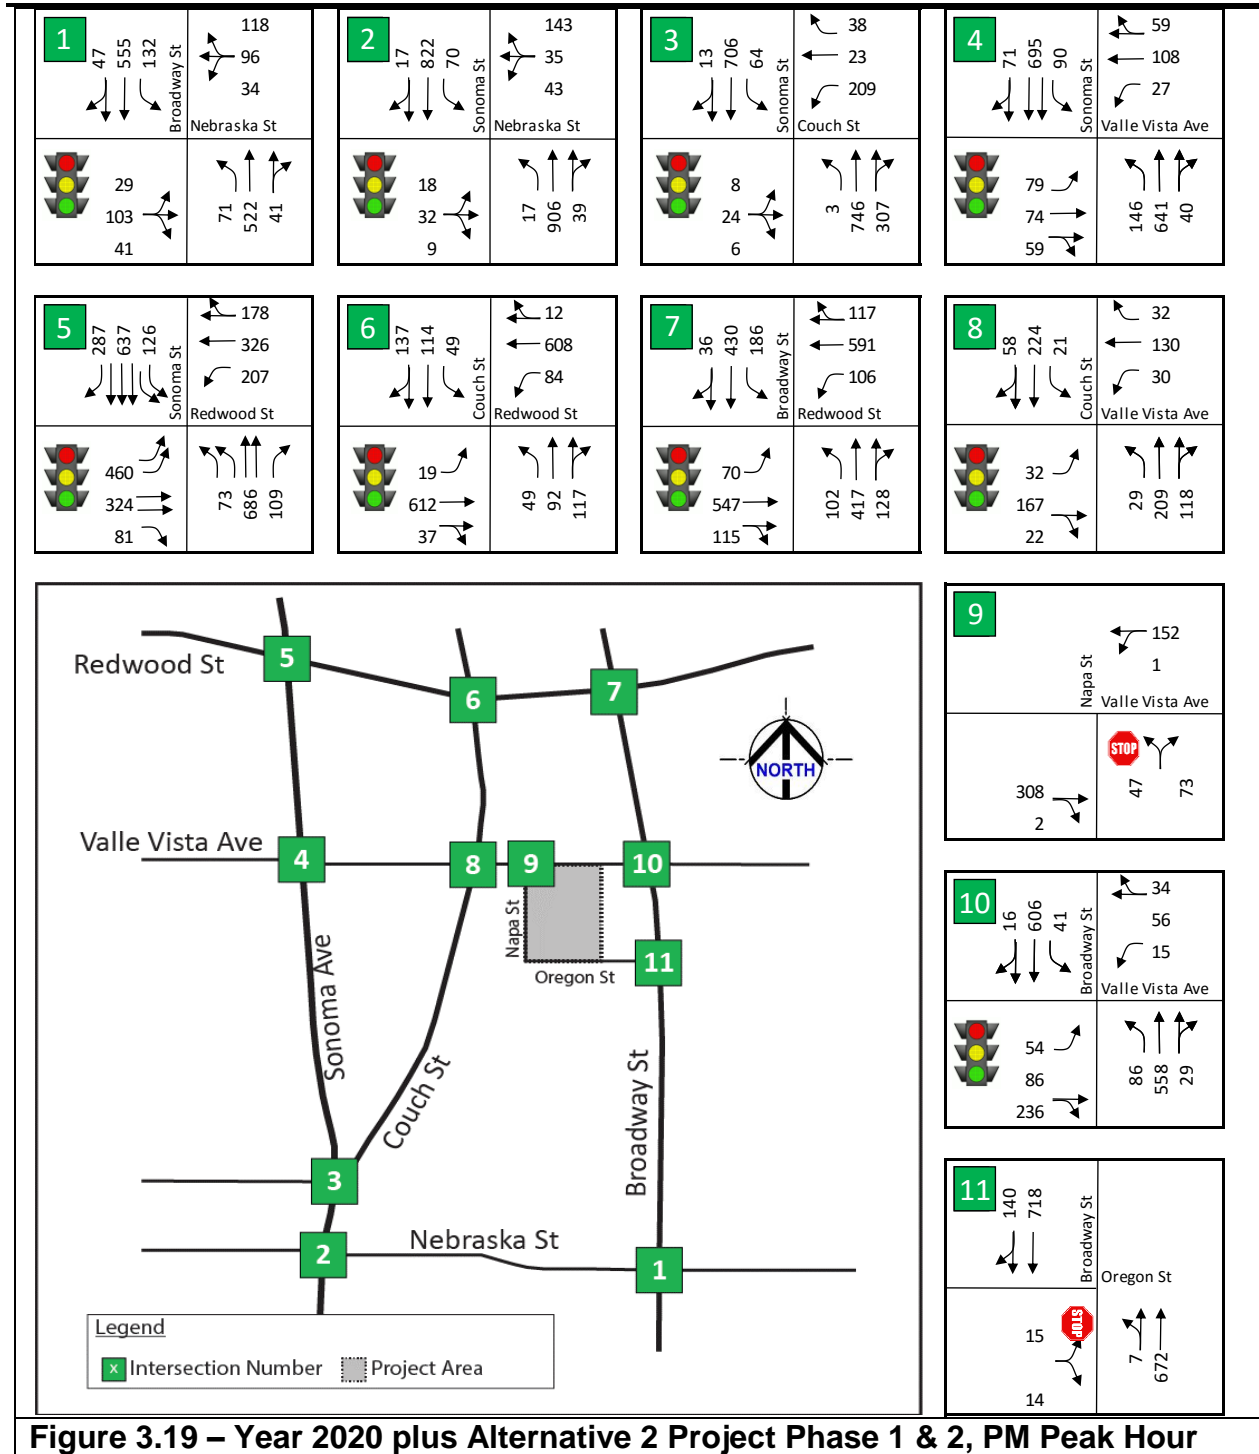 1
47 555 132
Broadway St
118
96
34
Nebraska St
29
103
41
71 522 41
2
17 822 70
Sonoma St
143
35
43
Nebraska St
18
32
9
17 906 39
3
13 706 64
Sonoma St
38
23
209
Couch St
8
24
6
3 746 307
4
71 695 90
Sonoma St
59
108
27
Valle Vista Ave
79
74
59
146 641 40
5
287 637 126
Sonoma St
178
326
207
Redwood St
460
324
81
73 686 109
6
137 114 49
Couch St
12
608
84
Redwood St
19
612
37
49 92 117
7
36 430 186
Broadway St
117
591
106
Redwood St
70
547
115
102 417 128
8
58 224 21
Couch St
32
130
30
Valle Vista Ave
32
167
22
29 209 118
Redwood St
5
6
7
NORTH
Valle Vista Ave
4
8
9
10
Napa St
Oregon St
11
Sonoma Ave
Couch St
Broadway St
3
2
Nebraska St
1
Legend
x Intersection Number
Project Area
9
Napa St
152
1
Valle Vista Ave
308
2
STOP
47 73
10
16 606 41
Broadway St
34
56
15
Valle Vista Ave
54
86
236
86 558 29
11
140 718
Broadway St
Oregon St
15
STOP
14
7 672
Figure 3.19 – Year 2020 plus Alternative 2 Project Phase 1 & 2, PM Peak Hour